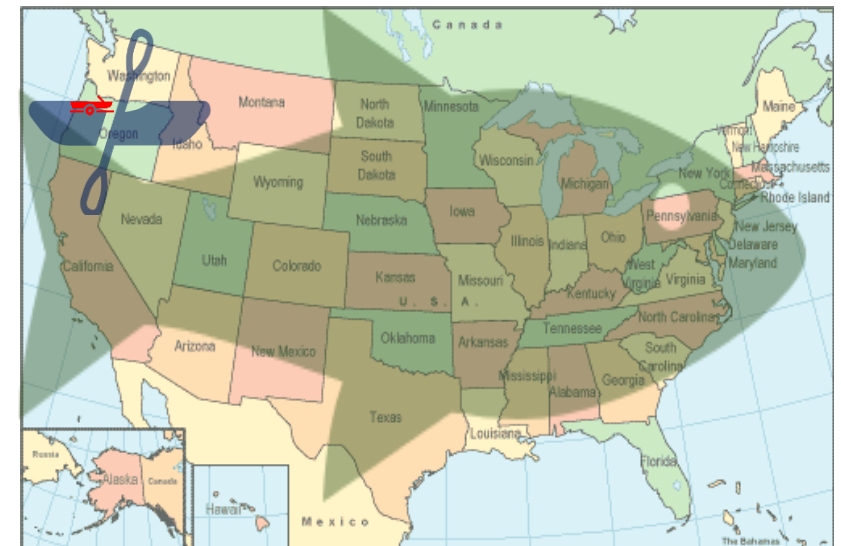 Canada
Washington
Montana
North
Dakota
Minnesota
Maine
Oregon
Idaho
South
Dakota
Wisconsin
Michigan
Vermont
New Hampshire
Massachusetts
New York
Connecticut
Rhode Island
Wyoming
Nebraska
Iowa
Pennsylvania
New Jersey
Delaware
Maryland
Nevada
Utah
Colorado
Kansas
Missouri
Illinois
Indiana
Ohio
West
Virginia
Virginia
California
U. S. A.
Kentucky
North Carolina
Tennessee
Arizona
New Mexico
Oklahoma
Arkansas
South
Carolina
Mississippi
Alabama
Georgia
Texas
Louisiana
Florida
Russia
Alaska
Canada
Hawaii
Mexico
The Bahamas